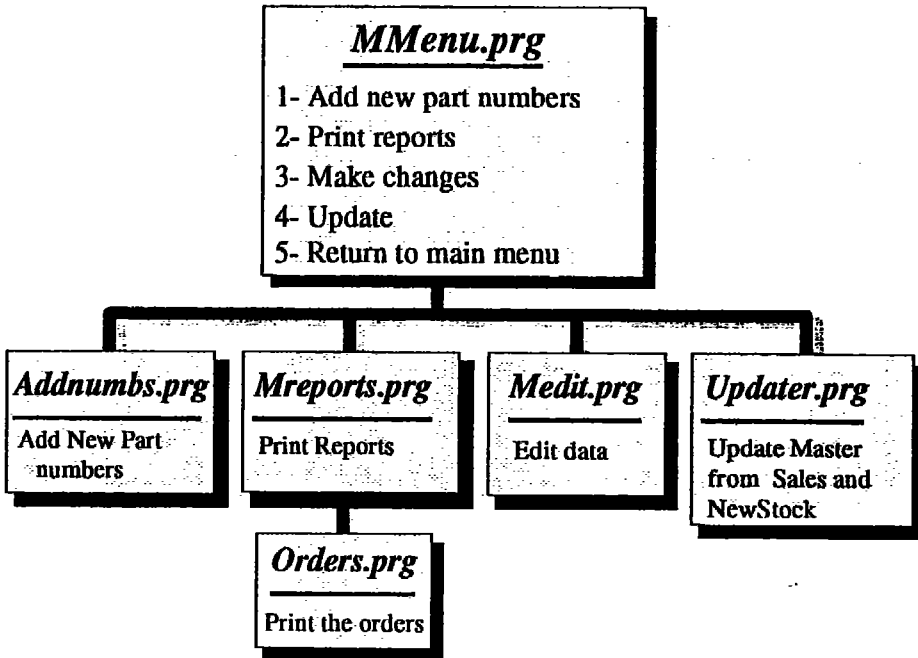 MMenu.prg
1- Add new part numbers
2- Print reports
3- Make changes
4- Update
5- Return to main menu
Addnumbs.prg
Add New Part
numbers
Mreports.prg
Print Reports
Medit.prg
Edit data
Updater.prg
Update Master
from Sales and
NewStock
Orders.prg
Print the orders